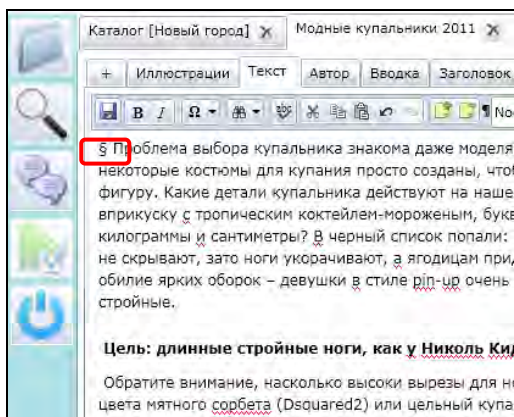 Каталог [Новый город] x Модные купальники 2011 x
+ Иллюстрации Текст Автор Вводка Заголовок
B I Ω abc ¶ No
§ Проблема выбора купальника знакома даже моделя
некоторые костюмы для купания просто созданы, чтоб
фигуру. Какие детали купальника действуют на наше
вприкуску с тропическим коктейлем-мороженым, букв
килограммы и сантиметры? В черный список попали:
не скрывают, зато ноги укорачивают, а ягодицам при
обилие ярких оборок – девушки в стиле pin-up очень
стройные.
Цель: длинные стройные ноги, как у Николь Кид
Обратите внимание, насколько высоки вырезы для н
цвета мятного сорбета (Dsquared2) или цельный купа